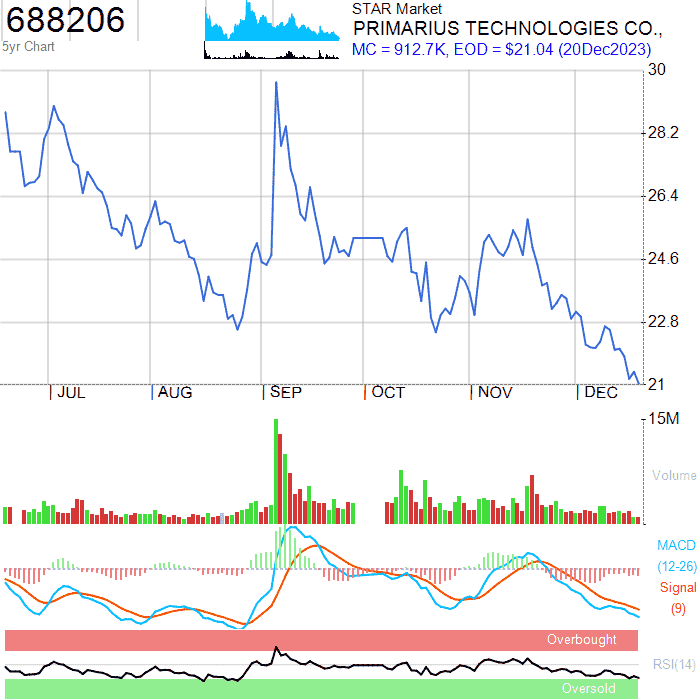 688206
5yr Chart
STAR Market
PRIMARIUS TECHNOLOGIES CO.,
MC = 912.7K, EOD = $21.04 (20Dec2023)
30
28.2
26.4
24.6
22.8
21
JUL
AUG
SEP
OCT
NOV
DEC
15M
Volume
MACD
(12-26)
Signal
(9)
Overbought
RSI(14)
Oversold